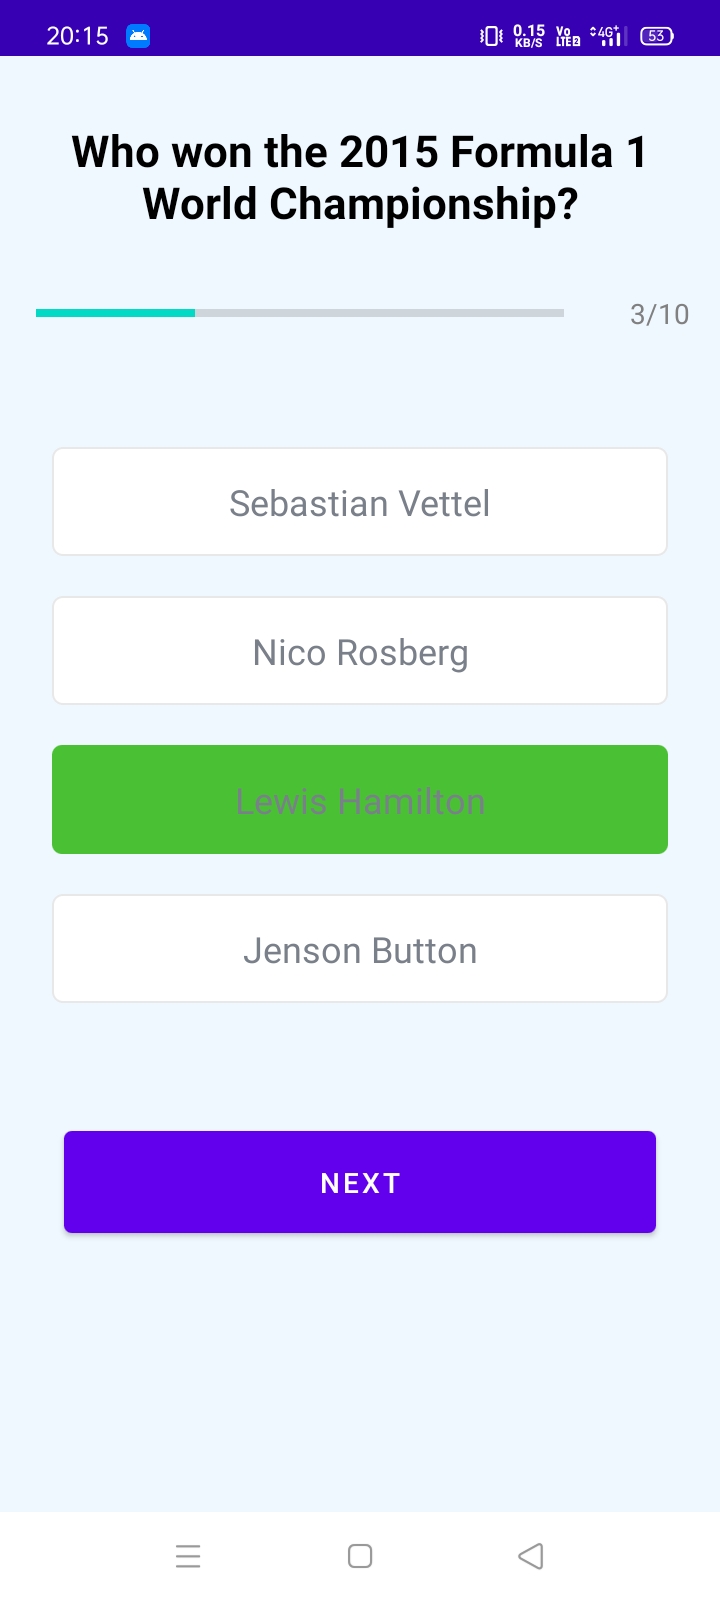 20:15
0.15 KB/S Vo LTE2 4G+ 53
Who won the 2015 Formula 1
World Championship?
3/10
Sebastian Vettel
Nico Rosberg
Lewis Hamilton
Jenson Button
NEXT